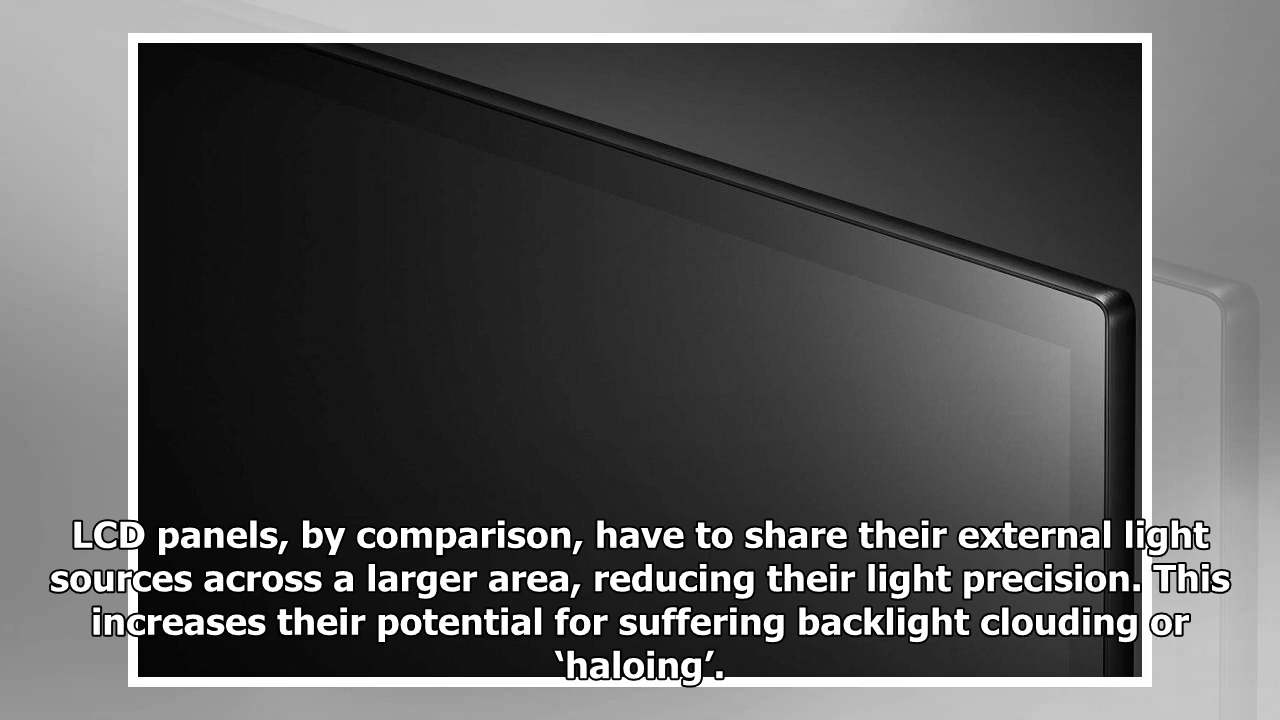 LCD panels, by comparison, have to share their external light
sources across a larger area, reducing their light precision. This
increases their potential for suffering backlight clouding or
‘haloing’.